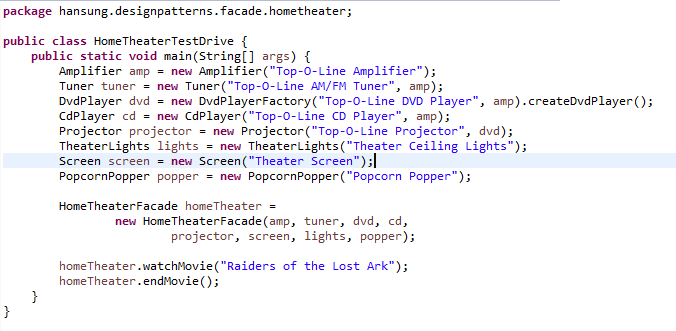 package hansung.designpatterns.facade.hometheater;
public class HomeTheaterTestDrive {
public static void main(String[] args) {
Amplifier amp = new Amplifier("Top-O-Line Amplifier");
Tuner tuner = new Tuner("Top-O-Line AM/FM Tuner", amp);
DvdPlayer dvd = new DvdPlayerFactory("Top-O-Line DVD Player", amp).createDvdPlayer();
CdPlayer cd = new CdPlayer("Top-O-Line CD Player", amp);
Projector projector = new Projector("Top-O-Line Projector", dvd);
TheaterLights lights = new TheaterLights("Theater Ceiling Lights");
Screen screen = new Screen("Theater Screen");
PopcornPopper popper = new PopcornPopper("Popcorn Popper");
HomeTheaterFacade homeTheater =
new HomeTheaterFacade(amp, tuner, dvd, cd,
projector, screen, lights, popper);
homeTheater.watchMovie("Raiders of the Lost Ark");
homeTheater.endMovie();
}
}